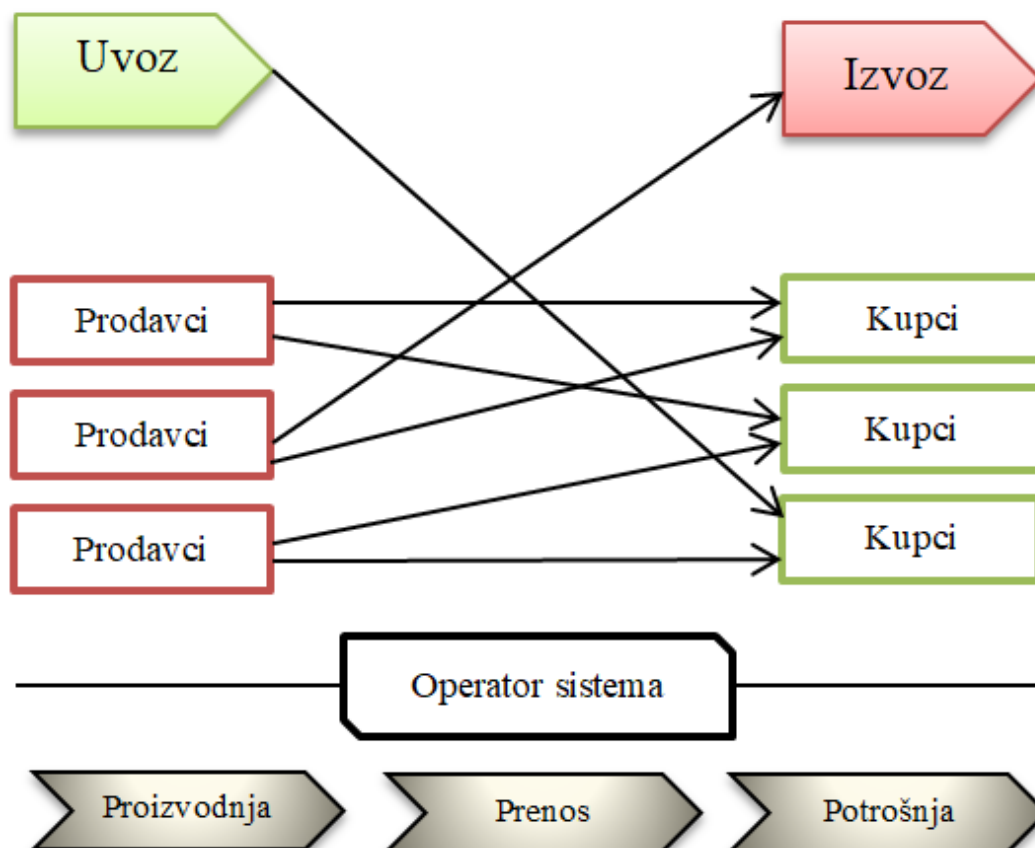 Uvoz
Izvoz
Prodavci
Kupci
Prodavci
Kupci
Prodavci
Kupci
Operator sistema
Proizvodnja
Prenos
Potrošnja